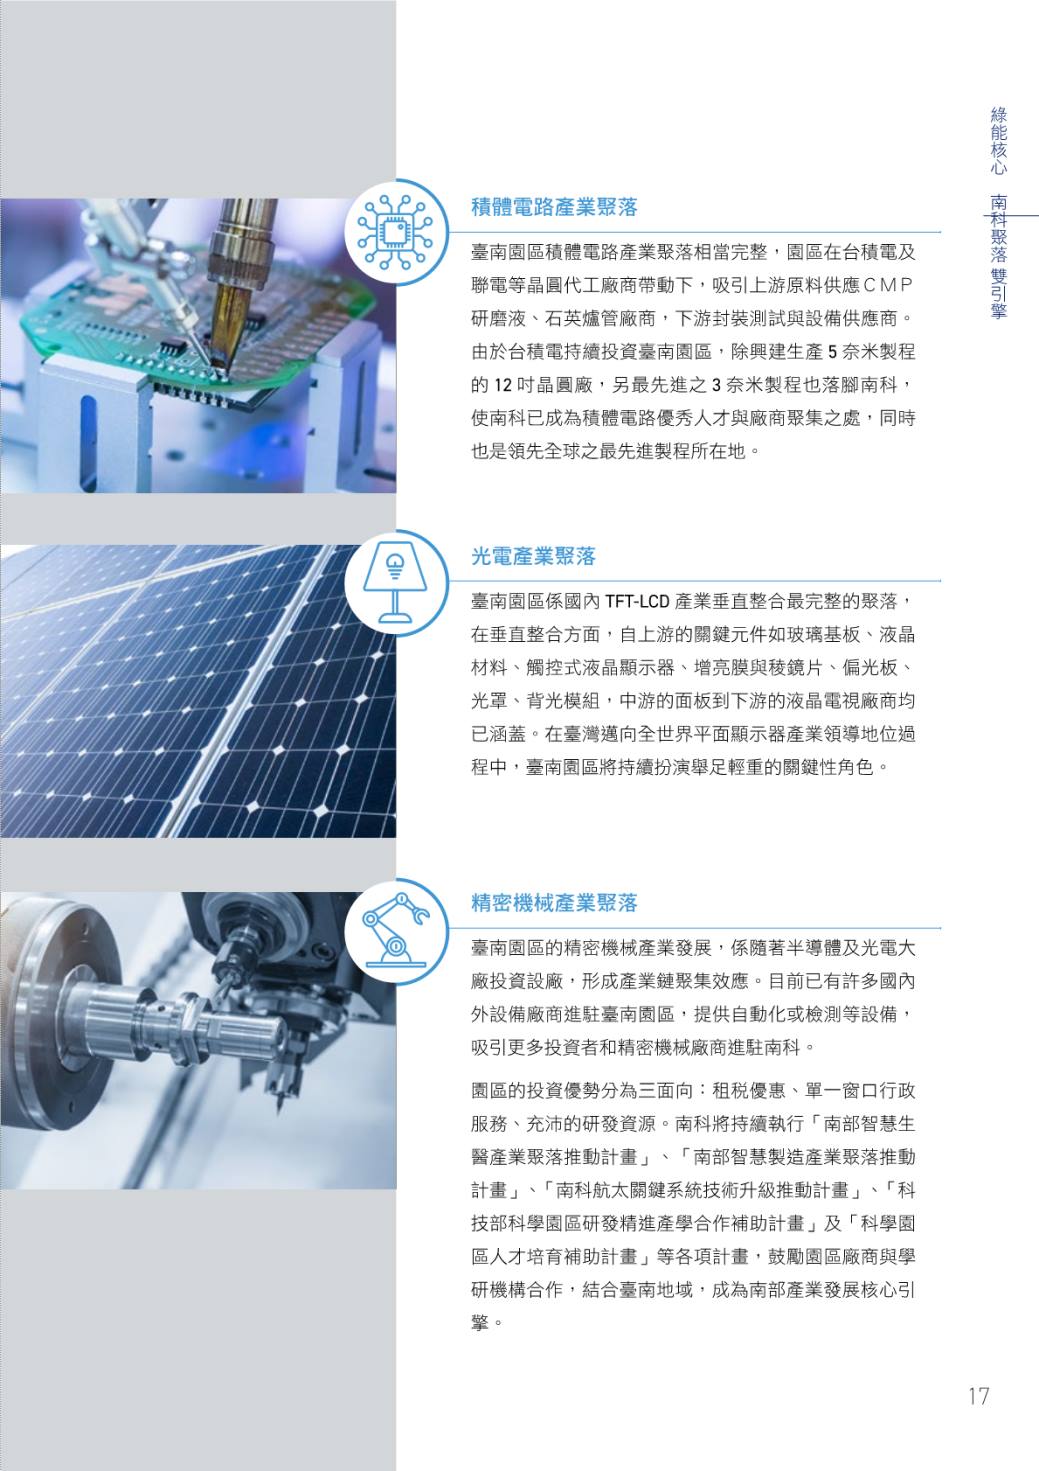 綠能核心 南科聚落 雙引擎
積體電路產業聚落
臺南園區積體電路產業聚落相當完整，園區在台積電及
聯電等晶圓代工廠商帶動下，吸引上游原料供應ＣＭＰ
研磨液、石英爐管廠商，下游封裝測試與設備供應商。
由於台積電持續投資臺南園區，除興建生產 5 奈米製程
的 12 吋晶圓廠，另最先進之 3 奈米製程也落腳南科，
使南科已成為積體電路優秀人才與廠商聚集之處，同時
也是領先全球之最先進製程所在地。
光電產業聚落
臺南園區係國內 TFT-LCD 產業垂直整合最完整的聚落，
在垂直整合方面，自上游的關鍵元件如玻璃基板、液晶
材料、觸控式液晶顯示器、增亮膜與稜鏡片、偏光板、
光罩、背光模組，中游的面板到下游的液晶電視廠商均
已涵蓋。在臺灣邁向全世界平面顯示器產業領導地位過
程中，臺南園區將持續扮演舉足輕重的關鍵性角色。
精密機械產業聚落
臺南園區的精密機械產業發展，係隨著半導體及光電大
廠投資設廠，形成產業鏈聚集效應。目前已有許多國內
外設備廠商進駐臺南園區，提供自動化或檢測等設備，
吸引更多投資者和精密機械廠商進駐南科。
園區的投資優勢分為三面向：租稅優惠、單一窗口行政
服務、充沛的研發資源。南科將持續執行「南部智慧生
醫產業聚落推動計畫」、「南部智慧製造產業聚落推動
計畫」、「南科航太關鍵系統技術升級推動計畫」、「科
技部科學園區研發精進產學合作補助計畫」及「科學園
區人才培育補助計畫」等各項計畫，鼓勵園區廠商與學
研機構合作，結合臺南地域，成為南部產業發展核心引
擎。
17